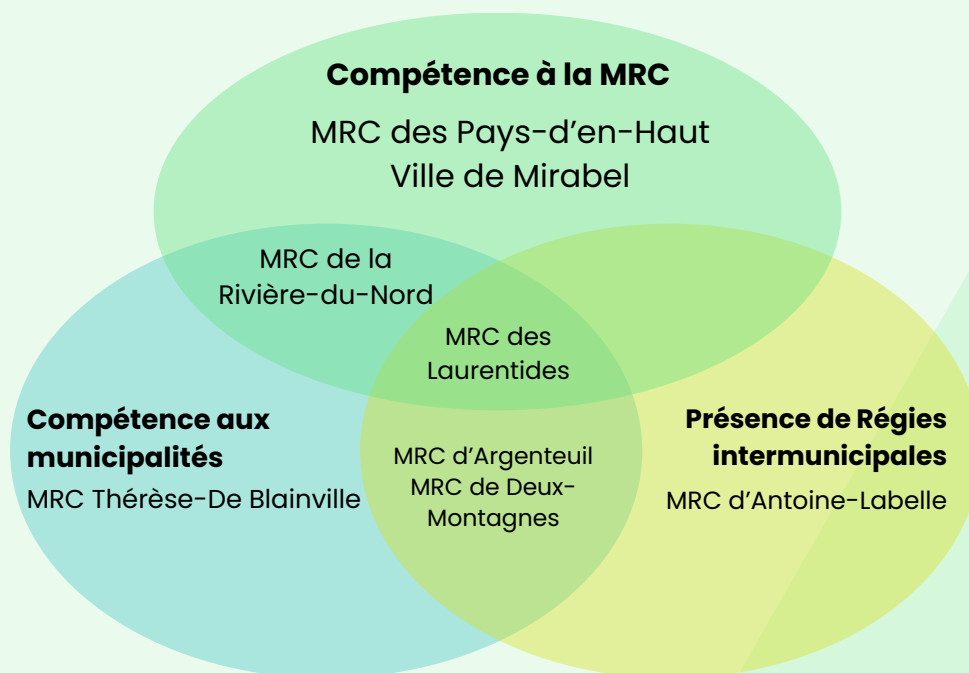 Compétence à la MRC
MRC des Pays-d’en-Haut
Ville de Mirabel
MRC de la
Rivière-du-Nord
MRC des
Laurentides
Compétence aux
municipalités
MRC Thérèse-De Blainville
MRC d’Argenteuil
MRC de Deux-
Montagnes
Présence de Régies
intermunicipales
MRC d’Antoine-Labelle